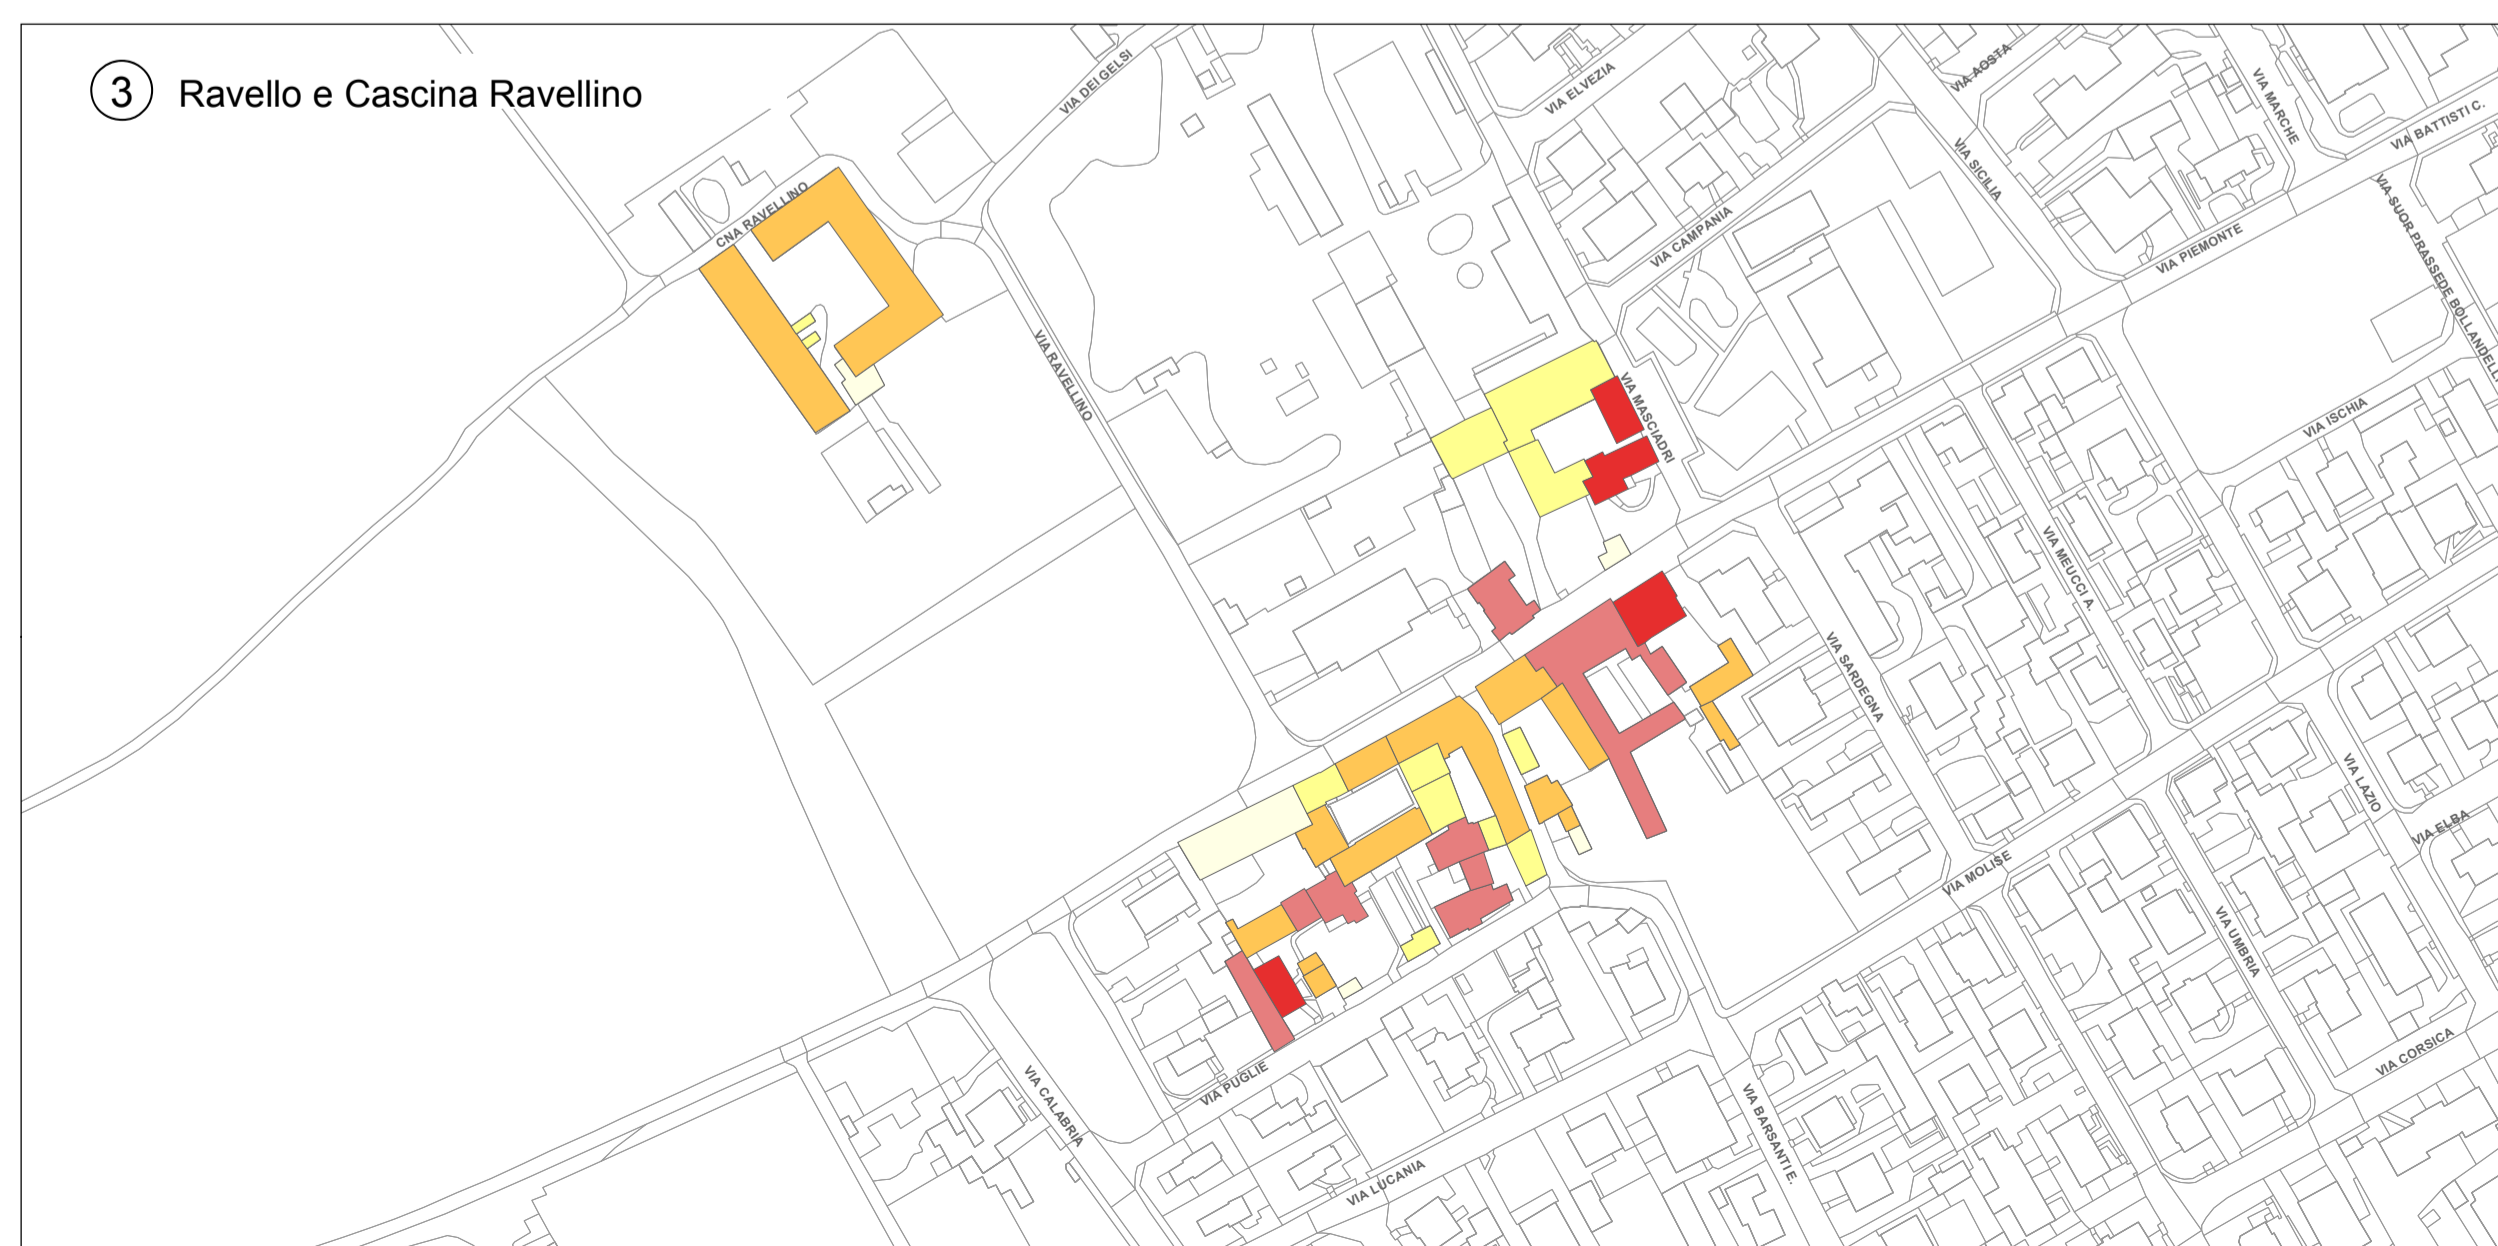 3 Ravello e Cascina Ravellino
VIA DEI GELSI
VIA ELVEZIA
VIA AOSTA
VIA MARCHE
VIA BATTISTI C.
CNA RAVELLINO
VIA CAMPANIA
VIA SICILIA
VIA PIEMONTE
VIA SUOR PRASSEDE BOLLANDELLI
VIA RAVELLINO
VIA MASCIADRI
VIA ISCHIA
VIA MEUCCI A.
VIA SARDEGNA
VIA LAZIO
VIA ELBA
VIA MOLISE
VIA UMBRIA
VIA PUGLIE
VIA CALABRIA
VIA CORSICA
VIA BARSANTI E.
VIA LUCANIA